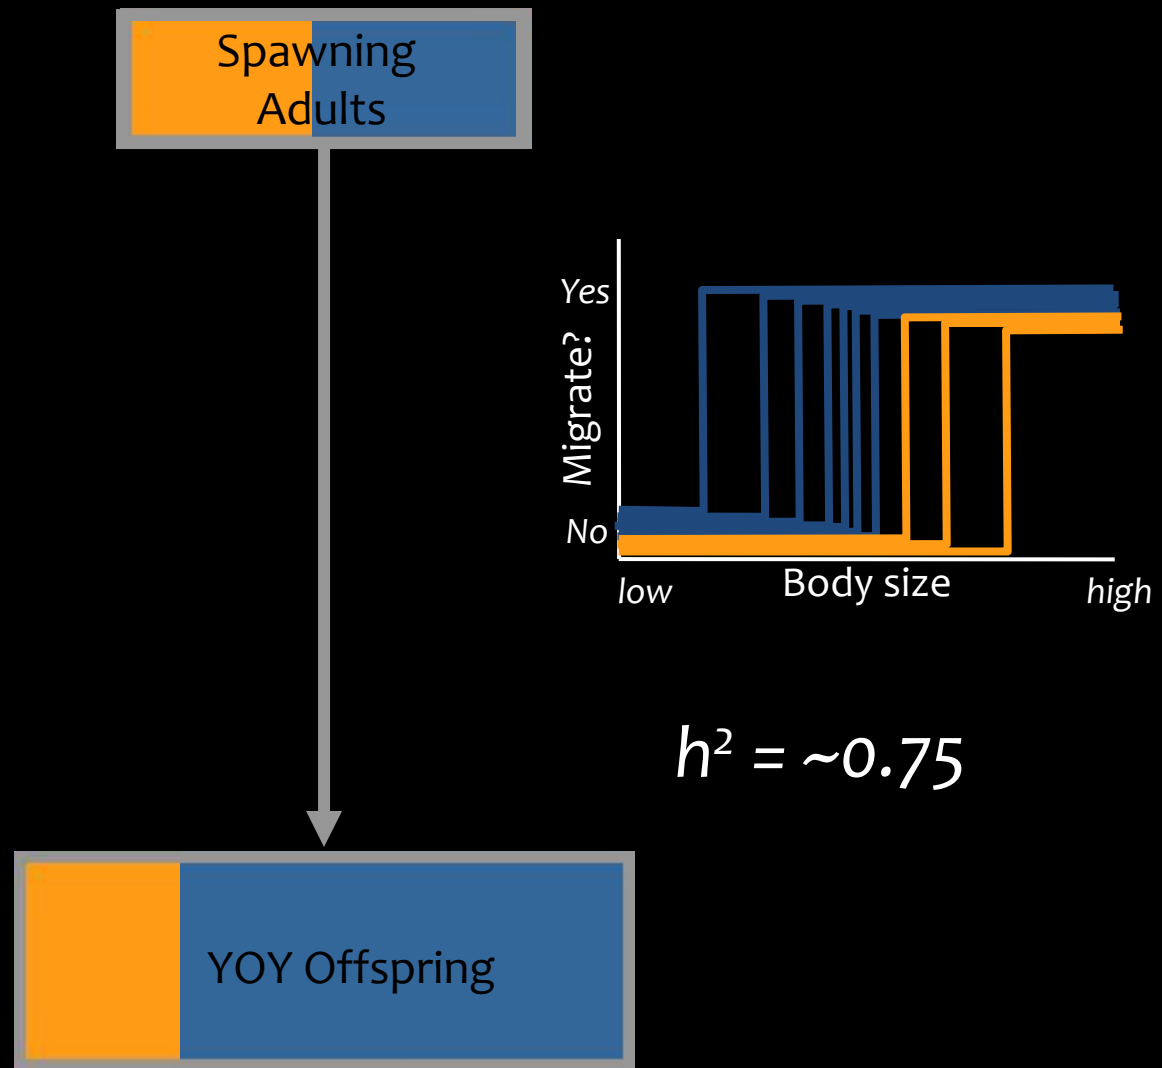 Spawning
Adults
Yes
Migrate?
No
low
Body size
high
h² = ~0.75
YOY Offspring